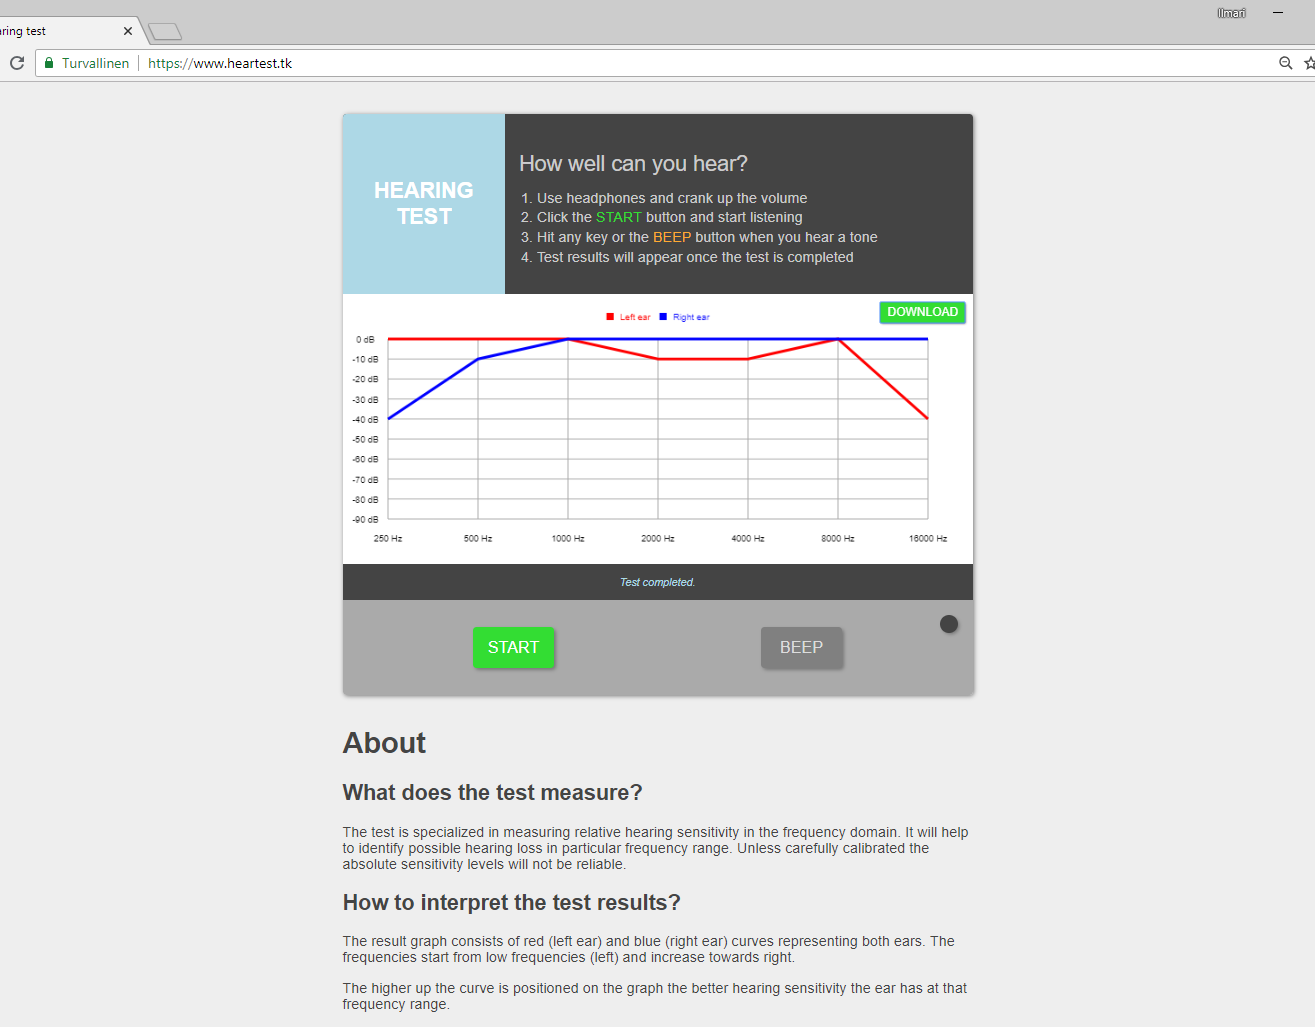 Ilmari
ring test
Turvallinen
https://www.heartest.tk
HEARING
TEST
How well can you hear?
1. Use headphones and crank up the volume
2. Click the START button and start listening
3. Hit any key or the BEEP button when you hear a tone
4. Test results will appear once the test is completed
DOWNLOAD
Left ear Right ear
0 dB
-10 dB
-20 dB
-30 dB
-40 dB
-50 dB
-60 dB
-70 dB
-80 dB
-90 dB
250 Hz 500 Hz 1000 Hz 2000 Hz 4000 Hz 8000 Hz 16000 Hz
Test completed.
START BEEP
About
What does the test measure?
The test is specialized in measuring relative hearing sensitivity in the frequency domain. It will help
to identify possible hearing loss in particular frequency range. Unless carefully calibrated the
absolute sensitivity levels will not be reliable.
How to interpret the test results?
The result graph consists of red (left ear) and blue (right ear) curves representing both ears. The
frequencies start from low frequencies (left) and increase towards right.
The higher up the curve is positioned on the graph the better hearing sensitivity the ear has at that
frequency range.